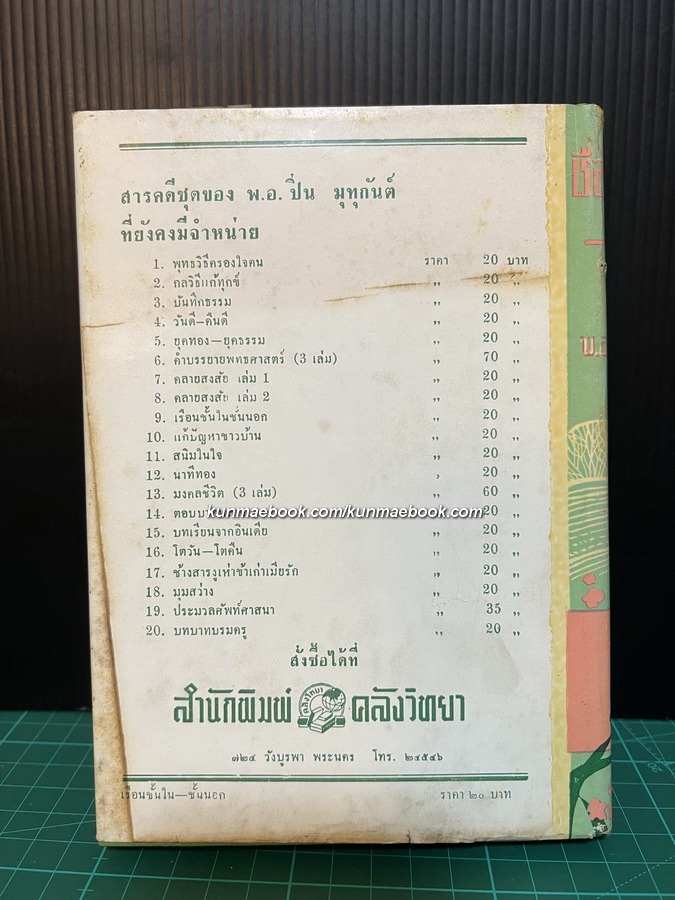 สารคดีชุดของ พ.อ. ปิ่น มุทุกันต์
ที่ยังคงมีจำหน่าย
1. พุทธวิธีครองใจคน ราคา 20 บาท
2. กลวิธีแก้ทุกข์ ,, 20 ,,
3. บันทึกธรรม ,, 20 ,,
4. วันดี—คืนดี ,, 20 ,,
5. ยุคทอง—ยุคธรรม ,, 20 ,,
6. คำบรรยายพุทธศาสตร์ (3 เล่ม) ,, 70 ,,
7. คลายสงสัย เล่ม 1 ,, 20 ,,
8. คลายสงสัย เล่ม 2 ,, 20 ,,
9. เรือนชั้นในชั้นนอก ,, 20 ,,
10. แก้ปัญหาชาวบ้าน ,, 20 ,,
11. สนิมในใจ ,, 20 ,,
12. นาทีทอง , 20 ,,
13. มงคลชีวิต (3 เล่ม) ,, 60 ,,
14. 20 ,,
kunmaebook.com/kunmaebook.com
15. บทเรียนจากอินเดีย ,, 20 ,,
16. โตวัน—โตคืน ,, 20 ,,
17. ช้างสารงูเห่าข้าเก่าเมียรัก ,, 20 ,,
18. มุมสว่าง ,, 20 ,,
19. ประมวลศัพท์ศาสนา ,, 35 ,,
20. บทบาทบรมครู ,, 20 ,,
สั่งซื้อได้ที่
สำนักพิมพ์ คลังวิทยา
คลังวิทยา
๗๒๔ วังบูรพา พระนคร โทร. ๒๔๕๔๖
เรือนชั้นใน—ชั้นนอก ราคา ๒๐ บาท
พ.อ